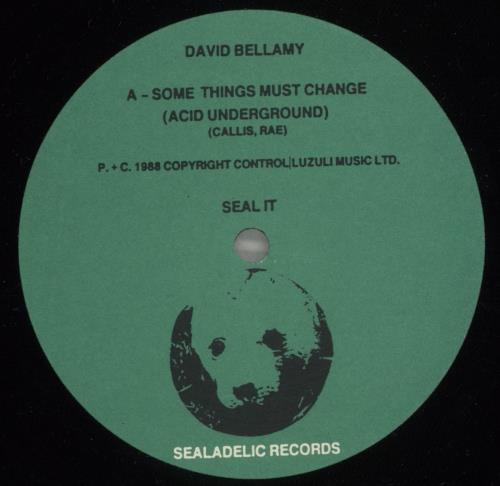 DAVID BELLAMY
A - SOME THINGS MUST CHANGE
(ACID UNDERGROUND)
(CALLIS, RAE)
P. + C. 1988 COPYRIGHT CONTROL|LUZULI MUSIC LTD.
SEAL IT
SEALADELIC RECORDS